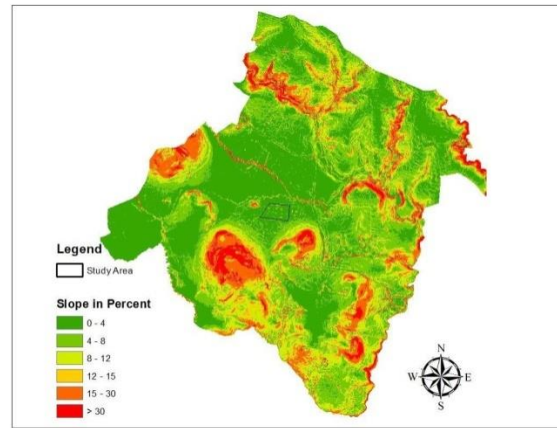 Legend
Study Area
Slope in Percent
0 - 4
4 - 8
8 - 12
12 - 15
15 - 30
> 30
N
W E
S